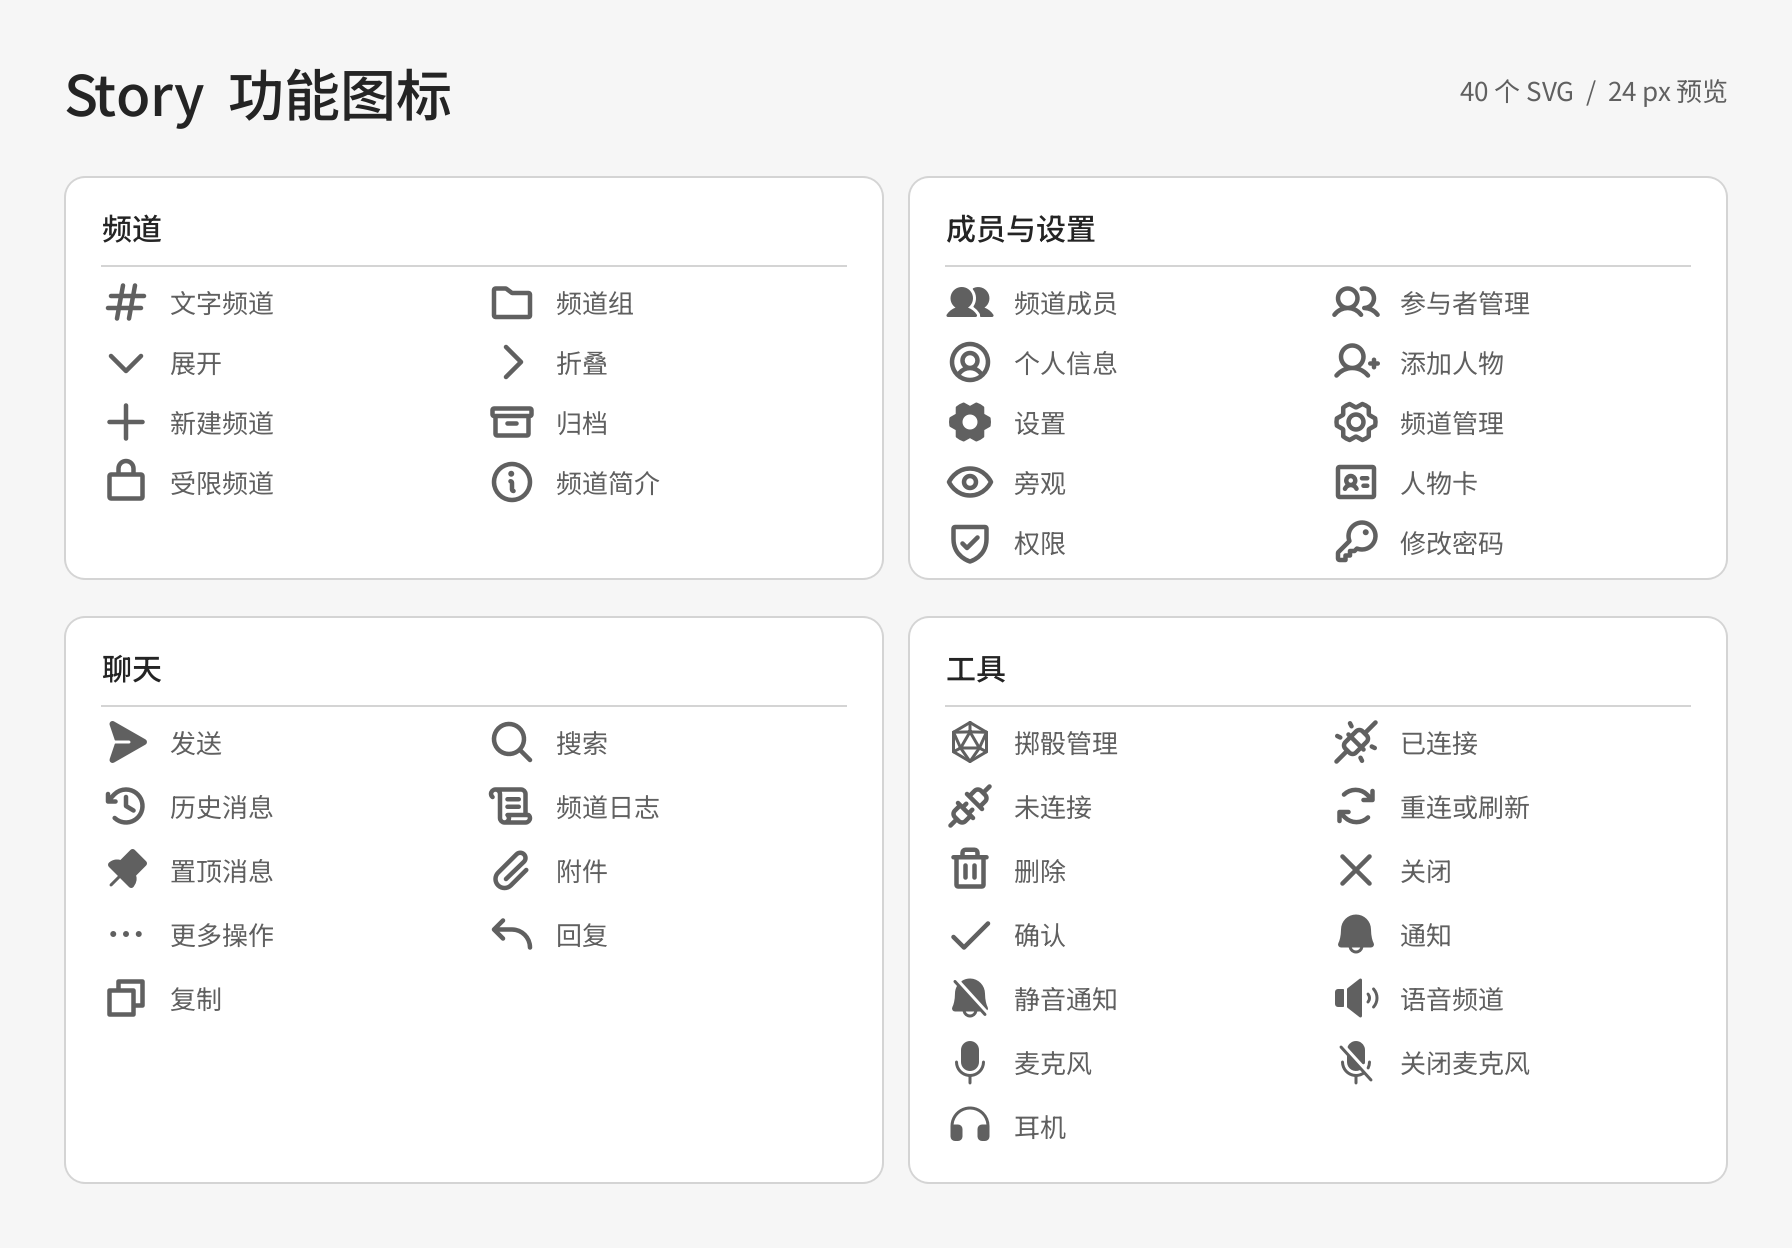 Story 功能图标
40 个 SVG / 24 px 预览
频道
文字频道
频道组
展开
折叠
新建频道
归档
受限频道
频道简介
成员与设置
频道成员
参与者管理
个人信息
添加人物
设置
频道管理
旁观
人物卡
权限
修改密码
聊天
发送
搜索
历史消息
频道日志
置顶消息
附件
更多操作
回复
复制
工具
掷骰管理
已连接
未连接
重连或刷新
删除
关闭
确认
通知
静音通知
语音频道
麦克风
关闭麦克风
耳机